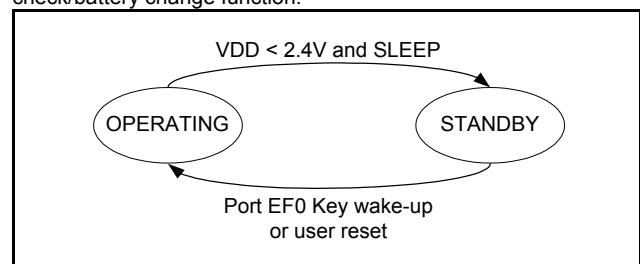 check/battery change function.
VDD < 2.4V and SLEEP
OPERATING
STANDBY
Port EF0 Key wake-up
or user reset